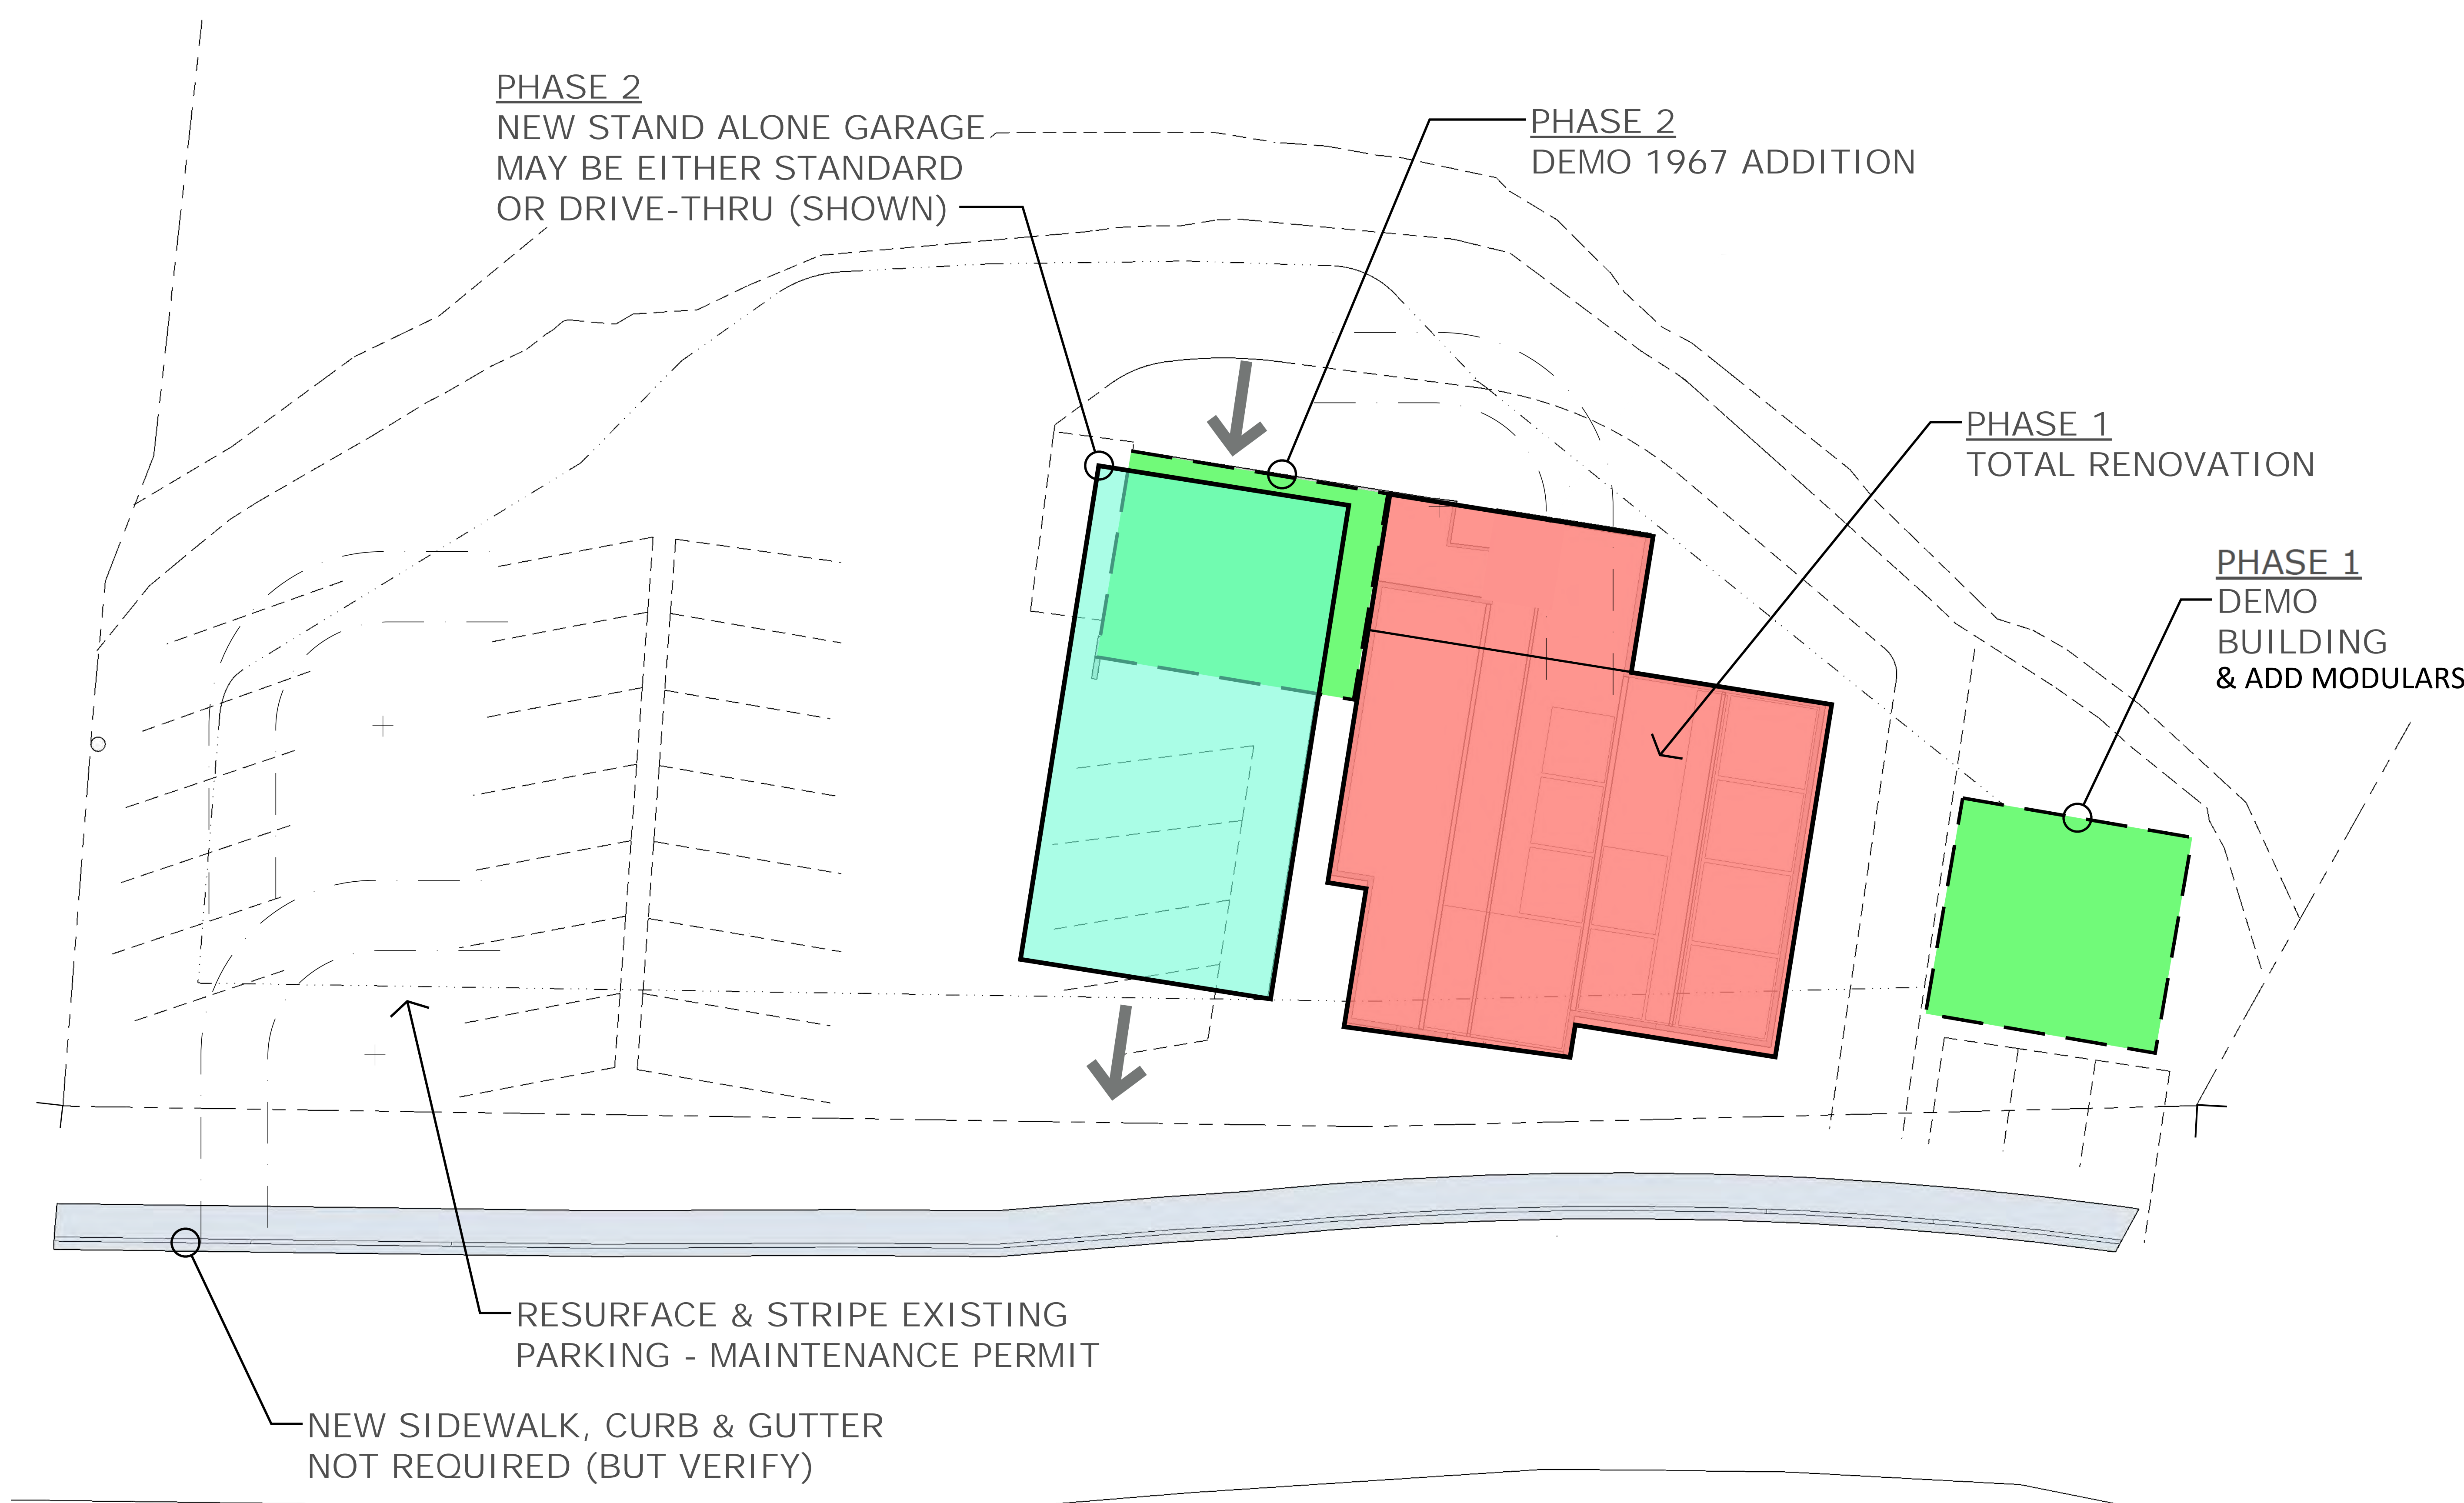 PHASE 2
NEW STAND ALONE GARAGE
MAY BE EITHER STANDARD
OR DRIVE-THRU (SHOWN)
PHASE 2
DEMO 1967 ADDITION
PHASE 1
TOTAL RENOVATION
PHASE 1
DEMO
BUILDING
& ADD MODULARS
RESURFACE & STRIPE EXISTING
PARKING - MAINTENANCE PERMIT
NEW SIDEWALK, CURB & GUTTER
NOT REQUIRED (BUT VERIFY)